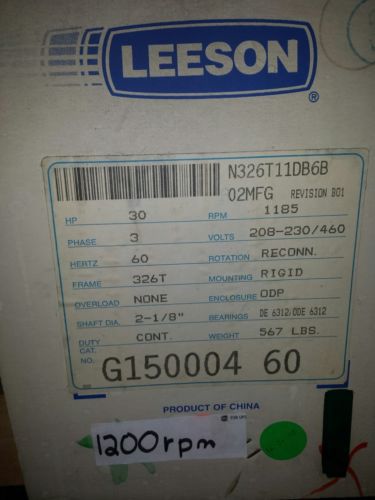 LEESON®
N326T11DB6B
02MFG REVISION B01
HP 30 RPM 1185
PHASE 3 VOLTS 208-230/460
HERTZ 60 ROTATION RECONN.
FRAME 326T MOUNTING RIGID
OVERLOAD NONE ENCLOSURE ODP
SHAFT DIA. 2-1/8" BEARINGS DE 6312/ODE 6312
DUTY CONT. WEIGHT 567 LBS.
CAT. NO. G150004 60
PRODUCT OF CHINA
1200rpm